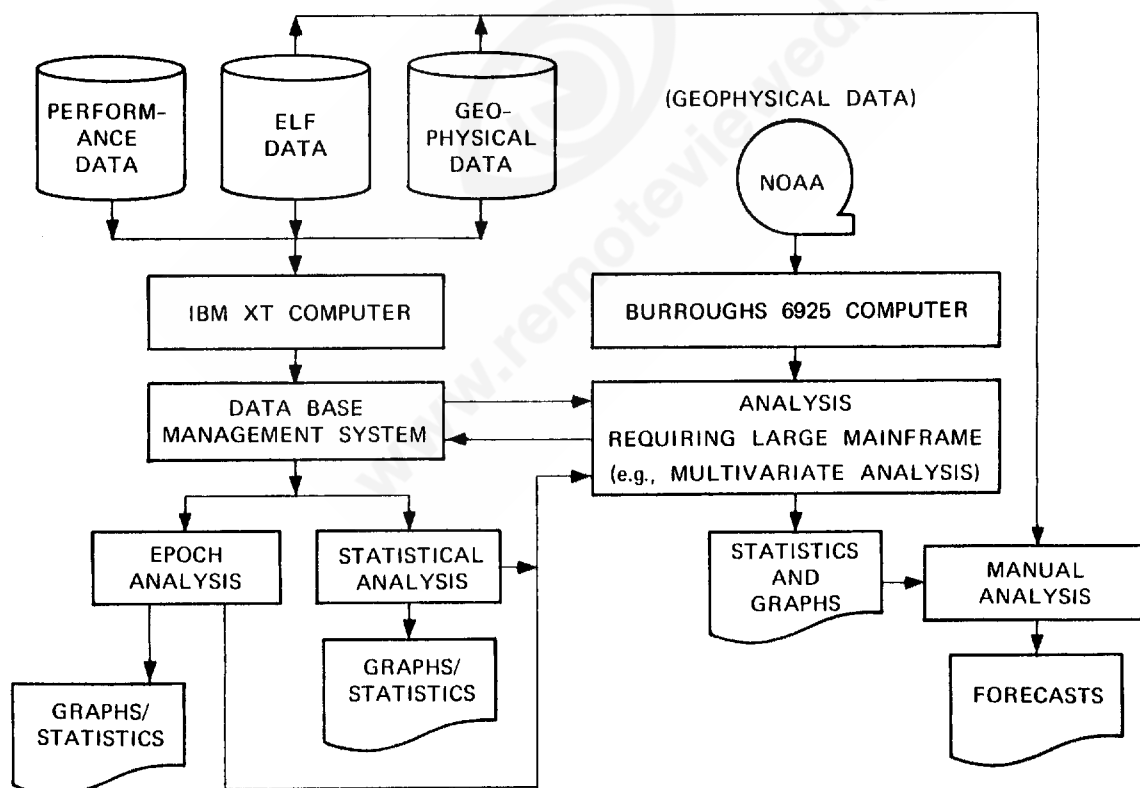 PERFORM-
ANCE
DATA
ELF
DATA
GEO-
PHYSICAL
DATA
(GEOPHYSICAL DATA)
NOAA
IBM XT COMPUTER
BURROUGHS 6925 COMPUTER
DATA BASE
MANAGEMENT SYSTEM
ANALYSIS
REQUIRING LARGE MAINFRAME
(e.g., MULTIVARIATE ANALYSIS)
EPOCH
ANALYSIS
STATISTICAL
ANALYSIS
STATISTICS
AND
GRAPHS
MANUAL
ANALYSIS
GRAPHS/
STATISTICS
GRAPHS/
STATISTICS
FORECASTS
www.remoteviewed.